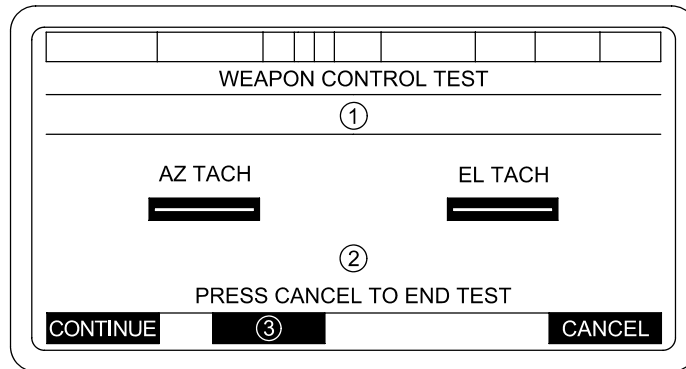 WEAPON CONTROL TEST
①
AZ TACH EL TACH
②
PRESS CANCEL TO END TEST
CONTINUE ③ CANCEL